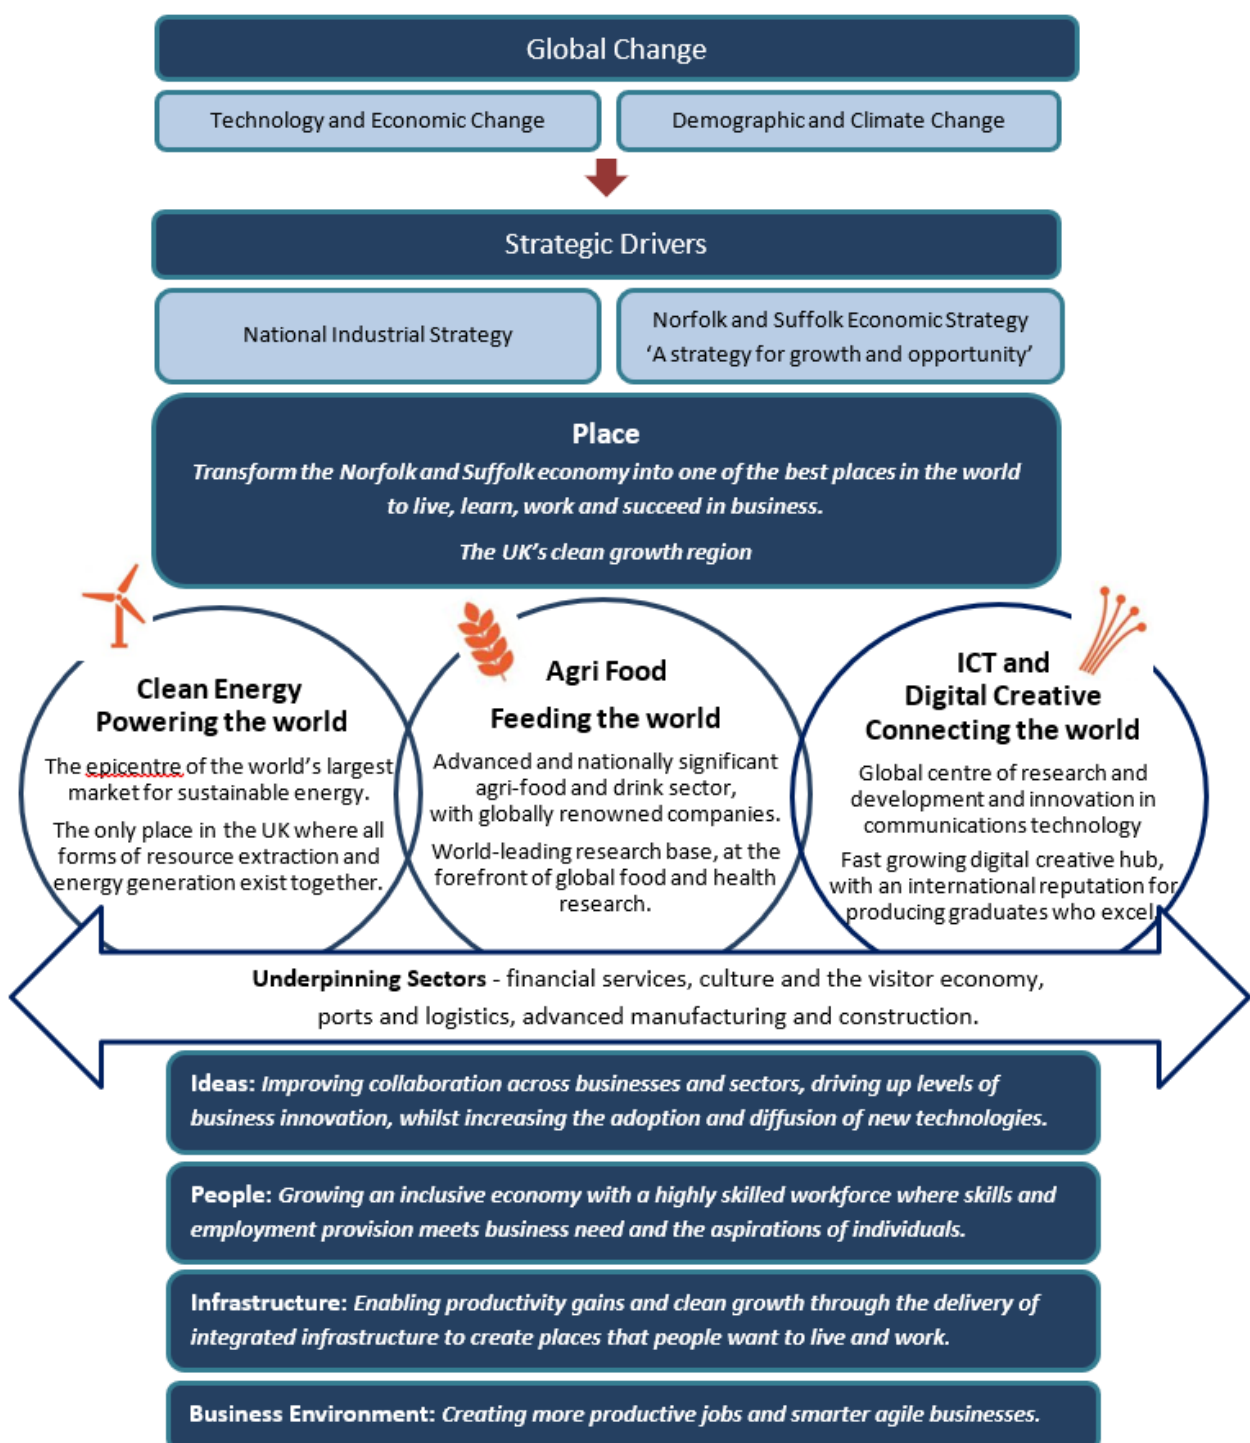 Global Change
Technology and Economic Change
Demographic and Climate Change
Strategic Drivers
National Industrial Strategy
Norfolk and Suffolk Economic Strategy
‘A strategy for growth and opportunity’
Place
Transform the Norfolk and Suffolk economy into one of the best places in the world
to live, learn, work and succeed in business.
The UK’s clean growth region
Clean Energy
Powering the world
The epicentre of the world’s largest
market for sustainable energy.
The only place in the UK where all
forms of resource extraction and
energy generation exist together.
Agri Food
Feeding the world
Advanced and nationally significant
agri-food and drink sector,
with globally renowned companies.
World-leading research base, at the
forefront of global food and health
research.
ICT and
Digital Creative
Connecting the world
Global centre of research and
development and innovation in
communications technology
Fast growing digital creative hub,
with an international reputation for
producing graduates who excel.
Underpinning Sectors - financial services, culture and the visitor economy,
ports and logistics, advanced manufacturing and construction.
Ideas: Improving collaboration across businesses and sectors, driving up levels of
business innovation, whilst increasing the adoption and diffusion of new technologies.
People: Growing an inclusive economy with a highly skilled workforce where skills and
employment provision meets business need and the aspirations of individuals.
Infrastructure: Enabling productivity gains and clean growth through the delivery of
integrated infrastructure to create places that people want to live and work.
Business Environment: Creating more productive jobs and smarter agile businesses.